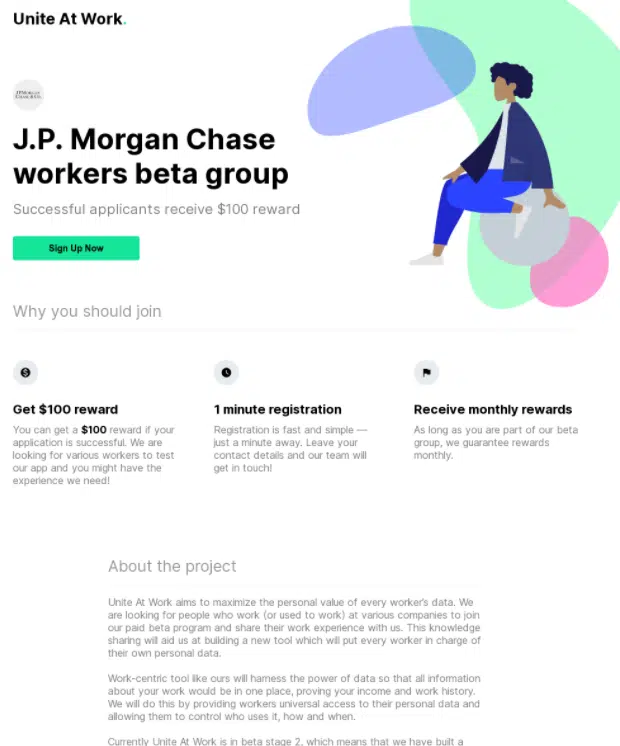 Unite At Work.
J.P.MORGAN
CHASE & CO.
J.P. Morgan Chase
workers beta group
Successful applicants receive $100 reward
Sign Up Now
Why you should join
Get $100 reward
You can get a $100 reward if your
application is successful. We are
looking for various workers to test
our app and you might have the
experience we need!
1 minute registration
Registration is fast and simple —
just a minute away. Leave your
contact details and our team will
get in touch!
Receive monthly rewards
As long as you are part of our beta
group, we guarantee rewards
monthly.
About the project
Unite At Work aims to maximize the personal value of every worker's data. We
are looking for people who work (or used to work) at various companies to join
our paid beta program and share their work experience with us. This knowledge
sharing will aid us at building a new tool which will put every worker in charge of
their own personal data.
Work-centric tool like ours will harness the power of data so that all information
about your work would be in one place, proving your income and work history.
We will do this by providing workers universal access to their personal data and
allowing them to control who uses it, how and when.
Currently Unite At Work is in beta stage 2, which means that we have built a